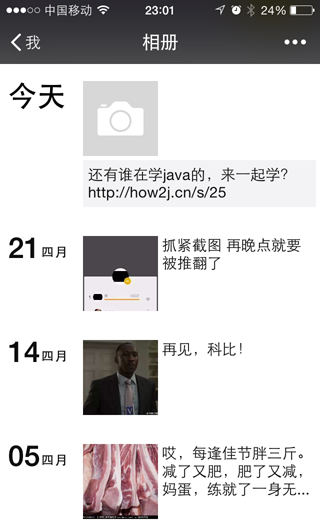 中国移动 23:01 24%
我 相册
今天
还有谁在学java的，来一起学？
http://how2j.cn/s/25
21 四月
抓紧截图 再晚点就要
被推翻了
14 四月
再见，科比！
05 四月
哎，每逢佳节胖三斤。
减了又肥，肥了又减，
妈蛋，练就了一身无...